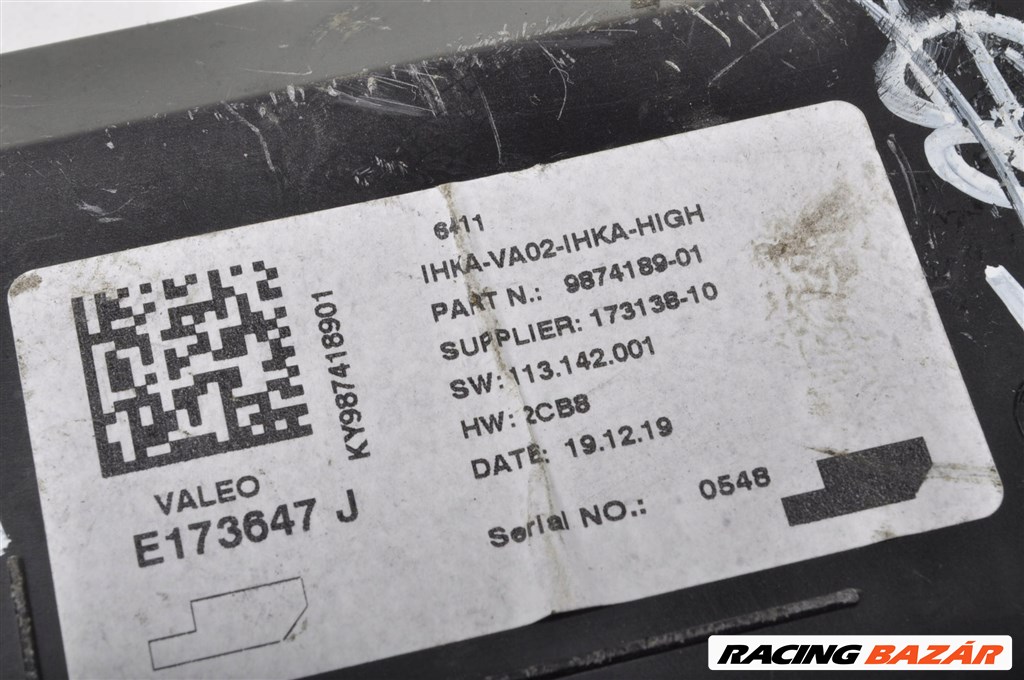 6411
IHKA-VA02-IHKA-HIGH
PART N.: 9874189-01
SUPPLIER: 173138-10
SW: 113.142.001
HW: 2CB8
DATE: 19.12.19
Serial NO.: 0548
KY987418901
VALEO
E173647 J
RACING BAZÁR